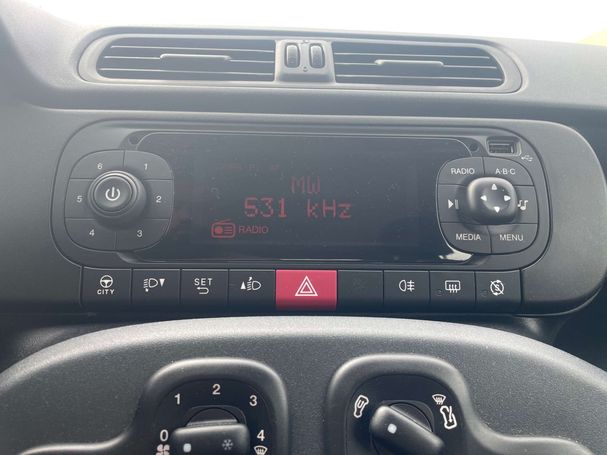 MW
531 kHz
RADIO
6 1
5 2
4 3
RADIO A·B·C
MEDIA MENU
CITY
SET
0 1 2 3 4